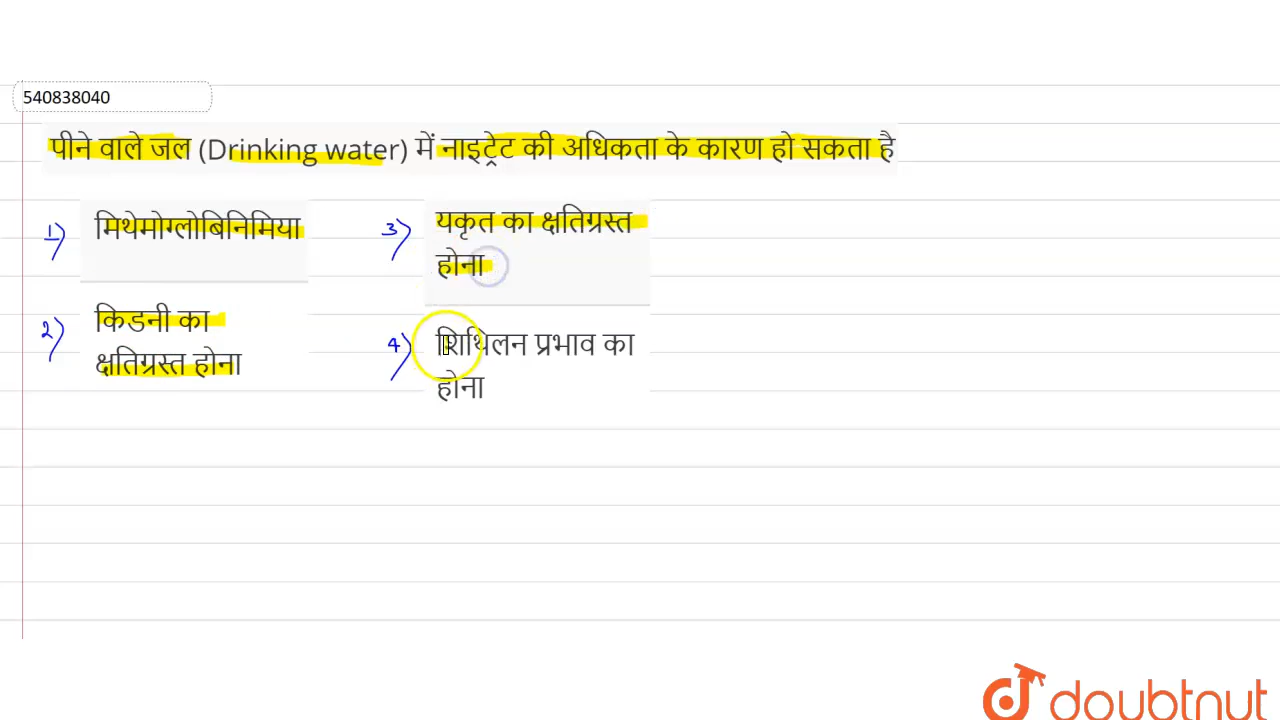 540838040
पीने वाले जल (Drinking water) में नाइट्रेट की अधिकता के कारण हो सकता है
1) मिथेमोग्लोबिनिमिया
2) किडनी का
क्षतिग्रस्त होना
3) यकृत का क्षतिग्रस्त
होना
4) शिथिलन प्रभाव का
होना
doubtnut